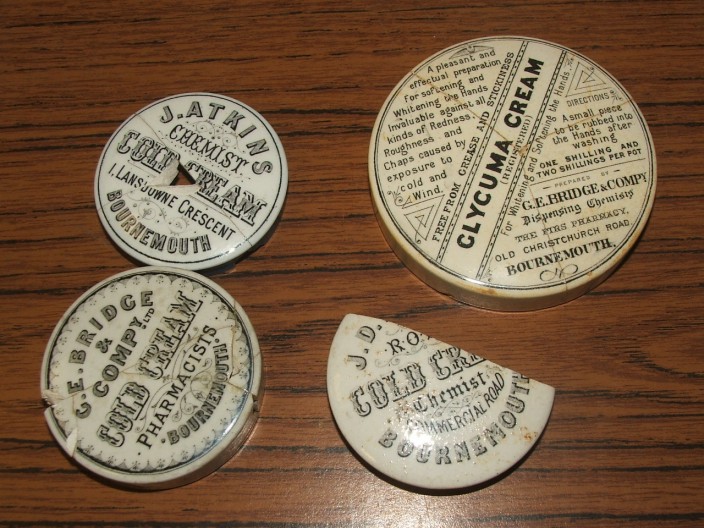 J. ATKINS
CHEMIST
COLD CREAM
1, LANSDOWNE CRESCENT
BOURNEMOUTH
A pleasant and
effectual preparation
For softening and
Whitening the Hands
Invaluable against all
kinds of Redness
Roughness and
Chaps caused by
exposure to
cold and
Wind.
FREE FROM GREASE AND STICKINESS
GLYCUMA CREAM
(REGISTERED)
For Whitening and Softening the Hands
DIRECTIONS
A small piece
to be rubbed into
the Hands after
washing
ONE SHILLING AND
TWO SHILLINGS PER POT
PREPARED BY
G.E. BRIDGE & COMPY
Dispensing Chemists
THE FIRS PHARMACY,
OLD CHRISTCHURCH ROAD
BOURNEMOUTH,
G. E. BRIDGE
&
COMPY LTD
COLD CREAM
PHARMACISTS
BOURNEMOUTH
J. D. RO
COLD CRE
Chemist
COMMERCIAL ROAD
BOURNEMOUTH